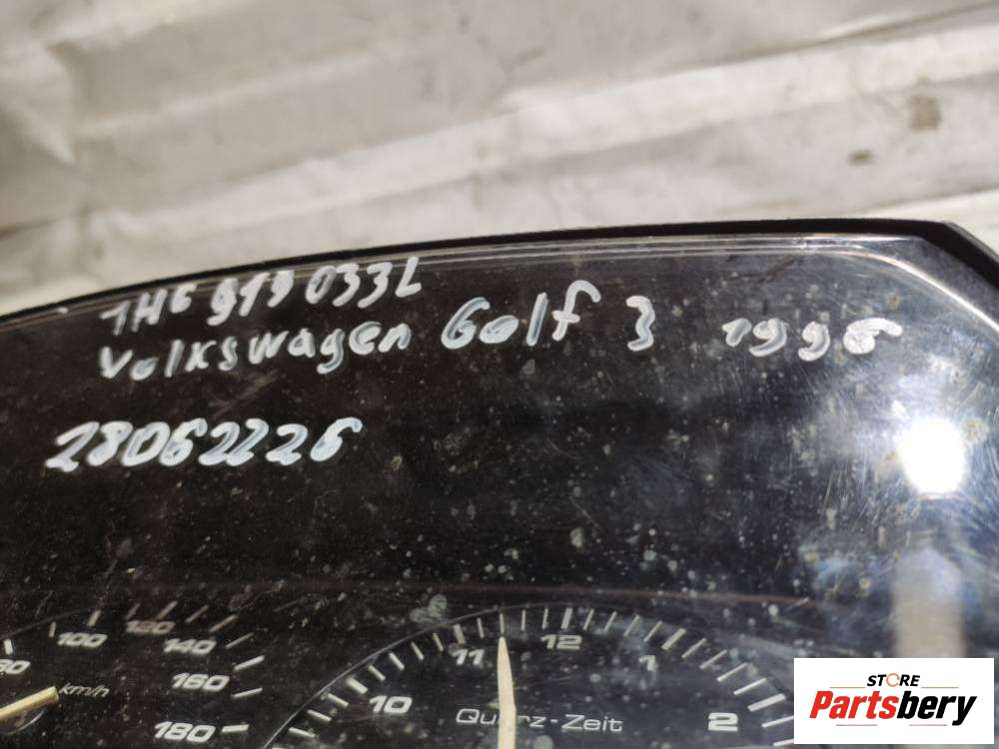 1H6 919 033L
Volkswagen Golf 3 1996
28062226
80 100 120 140 160 180
km/h
10 11 12 1 2
Quarz-Zeit
STORE
Partsbery